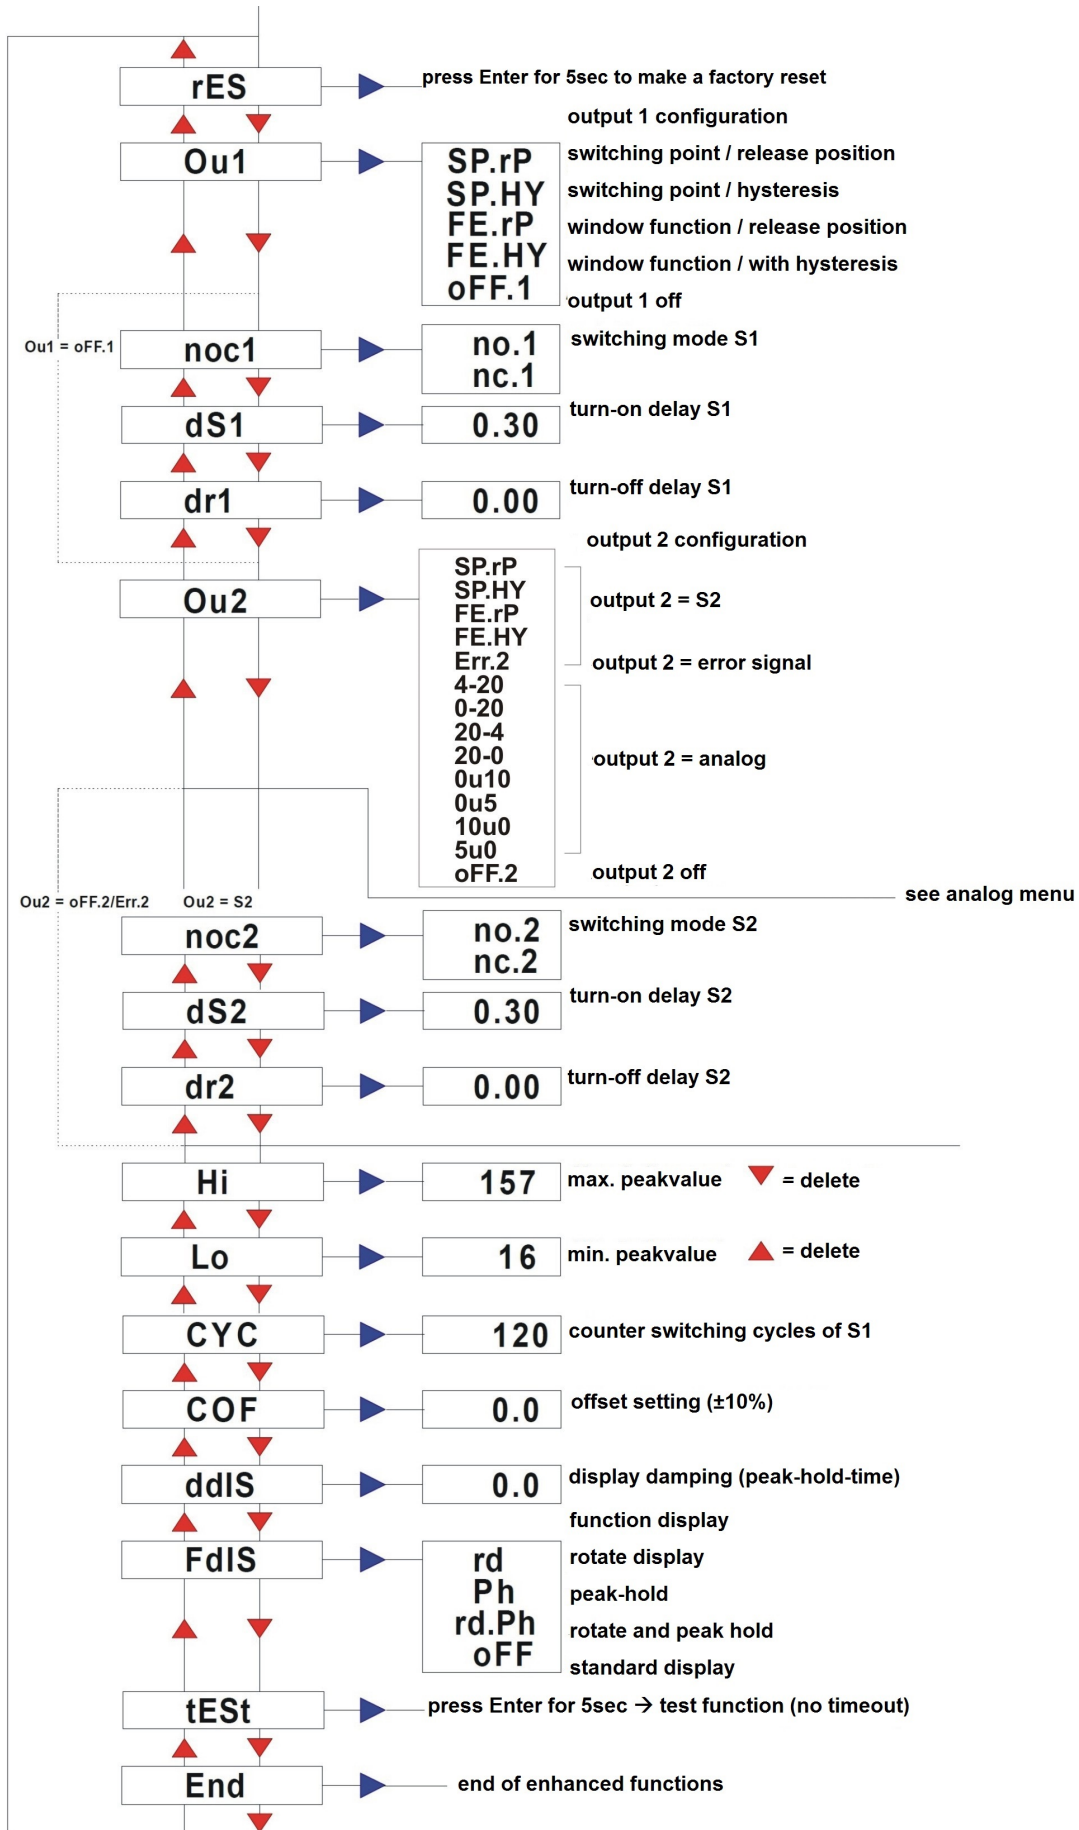 rES
press Enter for 5sec to make a factory reset
output 1 configuration
Ou1
SP.rP
switching point / release position
SP.HY
switching point / hysteresis
FE.rP
window function / release position
FE.HY
window function / with hysteresis
oFF.1
output 1 off
Ou1 = oFF.1
noc1
no.1
nc.1
switching mode S1
dS1
0.30
turn-on delay S1
dr1
0.00
turn-off delay S1
output 2 configuration
Ou2
SP.rP
SP.HY
FE.rP
FE.HY
output 2 = S2
Err.2
output 2 = error signal
4-20
0-20
20-4
20-0
0u10
0u5
10u0
5u0
output 2 = analog
oFF.2
output 2 off
see analog menu
Ou2 = oFF.2/Err.2
Ou2 = S2
noc2
no.2
nc.2
switching mode S2
dS2
0.30
turn-on delay S2
dr2
0.00
turn-off delay S2
Hi
157
max. peakvalue
= delete
Lo
16
min. peakvalue
= delete
CYC
120
counter switching cycles of S1
COF
0.0
offset setting (±10%)
ddIS
0.0
display damping (peak-hold-time)
function display
FdIS
rd
rotate display
Ph
peak-hold
rd.Ph
rotate and peak hold
oFF
standard display
tESt
press Enter for 5sec → test function (no timeout)
End
end of enhanced functions